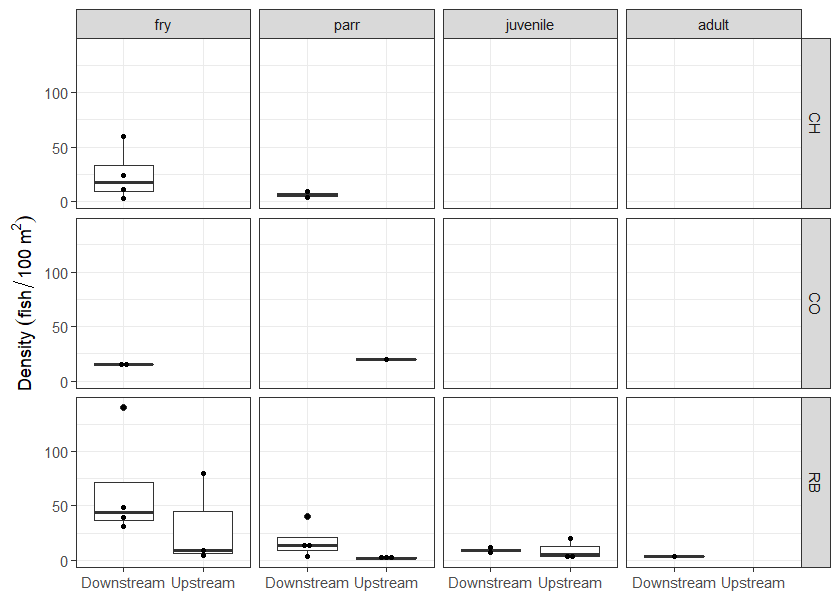 fry parr juvenile adult
100
50
0
CH
100
50
0
CO
100
50
0
RB
Density (fish/100 m²)
Downstream Upstream Downstream Upstream Downstream Upstream Downstream Upstream